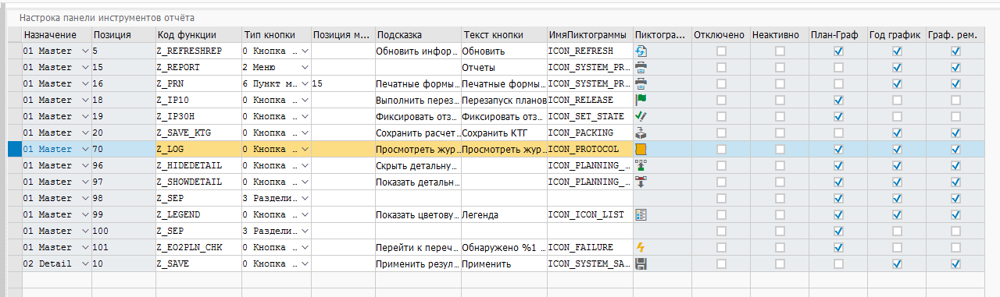 Настрока панели инструментов отчёта
Назначение Позиция Код функции Тип кнопки Позиция м... Подсказка Текст кнопки ИмяПиктограммы Пиктогра... Отключено Неактивно План-Граф Год график Граф. рем.
01 Master 5 Z_REFRESHREP 0 Кнопка ... Обновить инфор... Обновить ICON_REFRESH
01 Master 15 Z_REPORT 2 Меню Отчеты ICON_SYSTEM_PR...
01 Master 16 Z_PRN 6 Пункт м... 15 Печатные формы... Печатные формы... ICON_SYSTEM_PR...
01 Master 18 Z_IP10 0 Кнопка ... Выполнить перез... Перезапуск планов ICON_RELEASE
01 Master 19 Z_IP30H 0 Кнопка ... Фиксировать отз... Фиксировать отз... ICON_SET_STATE
01 Master 20 Z_SAVE_KTG 0 Кнопка ... Сохранить расчет... Сохранить КТГ ICON_PACKING
01 Master 70 Z_LOG 0 Кнопка ... Просмотреть жур... Просмотреть жур... ICON_PROTOCOL
01 Master 96 Z_HIDEDETAIL 0 Кнопка ... Скрыть детальну... ICON_PLANNING_...
01 Master 97 Z_SHOWDETAIL 0 Кнопка ... Показать детальн... ICON_PLANNING_...
01 Master 98 Z_SEP 3 Раздели...
01 Master 99 Z_LEGEND 0 Кнопка ... Показать цветову... Легенда ICON_ICON_LIST
01 Master 100 Z_SEP 3 Раздели...
01 Master 101 Z_EO2PLN_CHK 0 Кнопка ... Перейти к переч... Обнаружено %1 ... ICON_FAILURE
02 Detail 10 Z_SAVE 0 Кнопка ... Применить резул... Применить ICON_SYSTEM_SA...